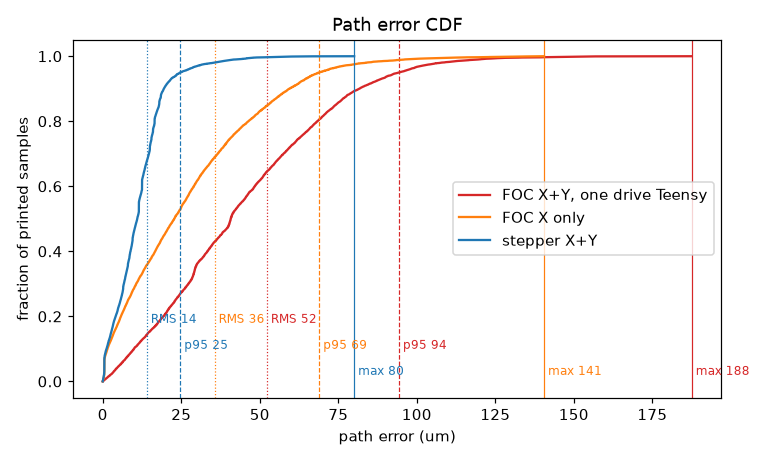 Path error CDF
fraction of printed samples
1.0
0.8
0.6
0.4
0.2
0.0
FOC X+Y, one drive Teensy
FOC X only
stepper X+Y
RMS 14
RMS 36
RMS 52
p95 25
p95 69
p95 94
max 80
max 141
max 188
0
25
50
75
100
125
150
175
path error (um)